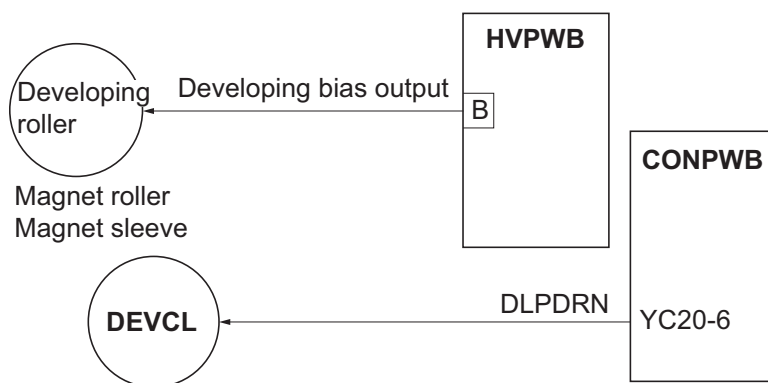 HVPWB
Developing bias output
Developing
roller
B
CONPWB
Magnet roller
Magnet sleeve
DLPDRN
DEVCL
YC20-6